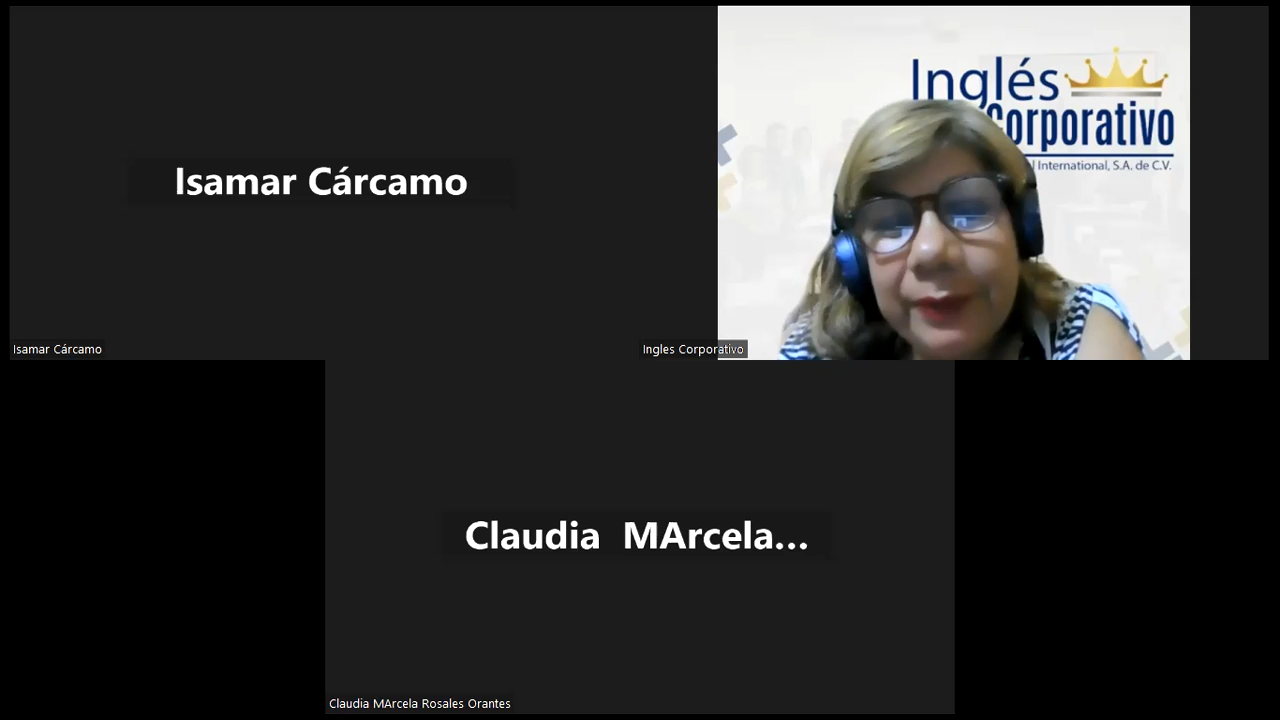 Isamar Cárcamo
Isamar Cárcamo
Inglés
Corporativo
l International, S.A. de C.V.
Ingles Corporativo
Claudia MArcela...
Claudia MArcela Rosales Orantes